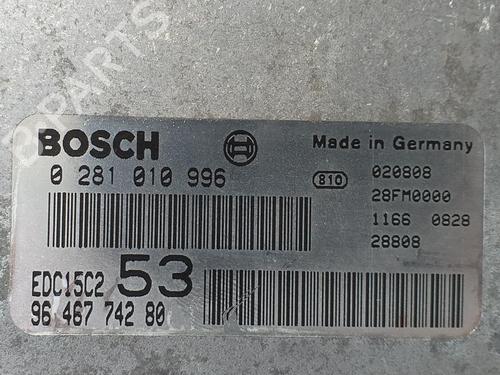 B-PARTS
BOSCH
Made in Germany
0 281 010 996
810
020808
28FM0000
1166 0828
28808
EDC15C2 53
96 467 742 80